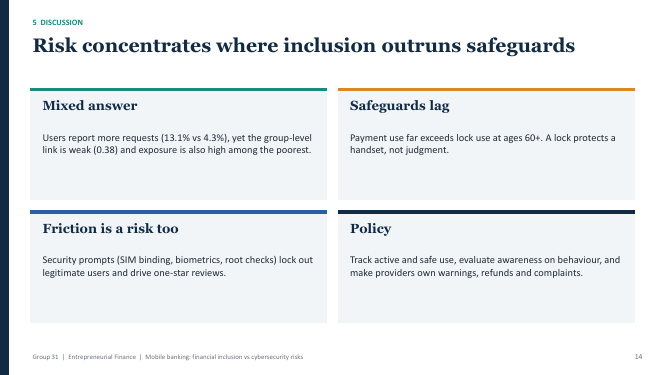 5 DISCUSSION
Risk concentrates where inclusion outruns safeguards
Mixed answer
Users report more requests (13.1% vs 4.3%), yet the group-level
link is weak (0.38) and exposure is also high among the poorest.
Safeguards lag
Payment use far exceeds lock use at ages 60+. A lock protects a
handset, not judgment.
Friction is a risk too
Security prompts (SIM binding, biometrics, root checks) lock out
legitimate users and drive one-star reviews.
Policy
Track active and safe use, evaluate awareness on behaviour, and
make providers own warnings, refunds and complaints.
Group 31 | Entrepreneurial Finance | Mobile banking: financial inclusion vs cybersecurity risks
14